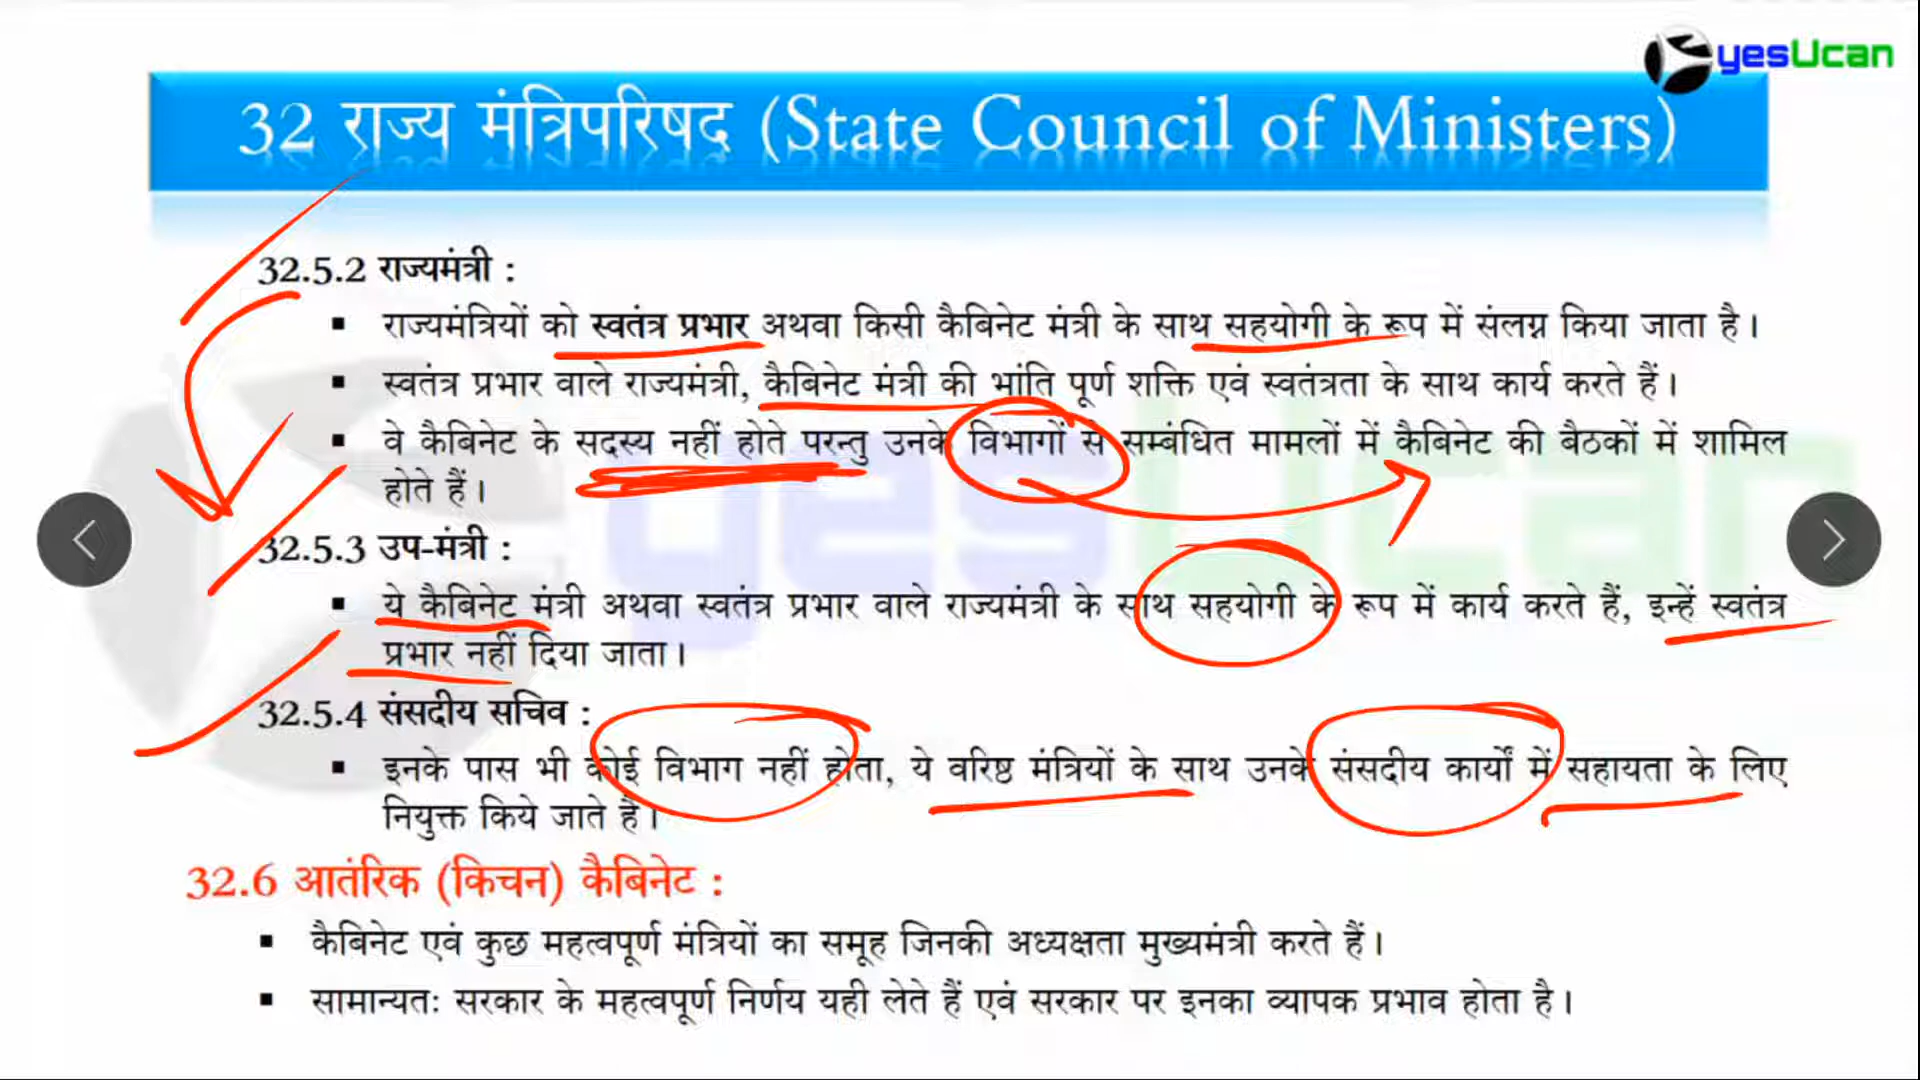 yesUcan
32 राज्य मंत्रिपरिषद (State Council of Ministers)
32.5.2 राज्यमंत्री :
▪ राज्यमंत्रियों को स्वतंत्र प्रभार अथवा किसी कैबिनेट मंत्री के साथ सहयोगी के रूप में संलग्न किया जाता है।
▪ स्वतंत्र प्रभार वाले राज्यमंत्री, कैबिनेट मंत्री की भांति पूर्ण शक्ति एवं स्वतंत्रता के साथ कार्य करते हैं।
▪ वे कैबिनेट के सदस्य नहीं होते परन्तु उनके विभागों से सम्बंधित मामलों में कैबिनेट की बैठकों में शामिल
होते हैं।
32.5.3 उप-मंत्री :
▪ ये कैबिनेट मंत्री अथवा स्वतंत्र प्रभार वाले राज्यमंत्री के साथ सहयोगी के रूप में कार्य करते हैं, इन्हें स्वतंत्र
प्रभार नहीं दिया जाता।
32.5.4 संसदीय सचिव :
▪ इनके पास भी कोई विभाग नहीं होता, ये वरिष्ठ मंत्रियों के साथ उनके संसदीय कार्यों में सहायता के लिए
नियुक्त किये जाते हैं।
32.6 आतंरिक (किचन) कैबिनेट :
▪ कैबिनेट एवं कुछ महत्वपूर्ण मंत्रियों का समूह जिनकी अध्यक्षता मुख्यमंत्री करते हैं।
▪ सामान्यतः सरकार के महत्वपूर्ण निर्णय यही लेते हैं एवं सरकार पर इनका व्यापक प्रभाव होता है।
yesUcan